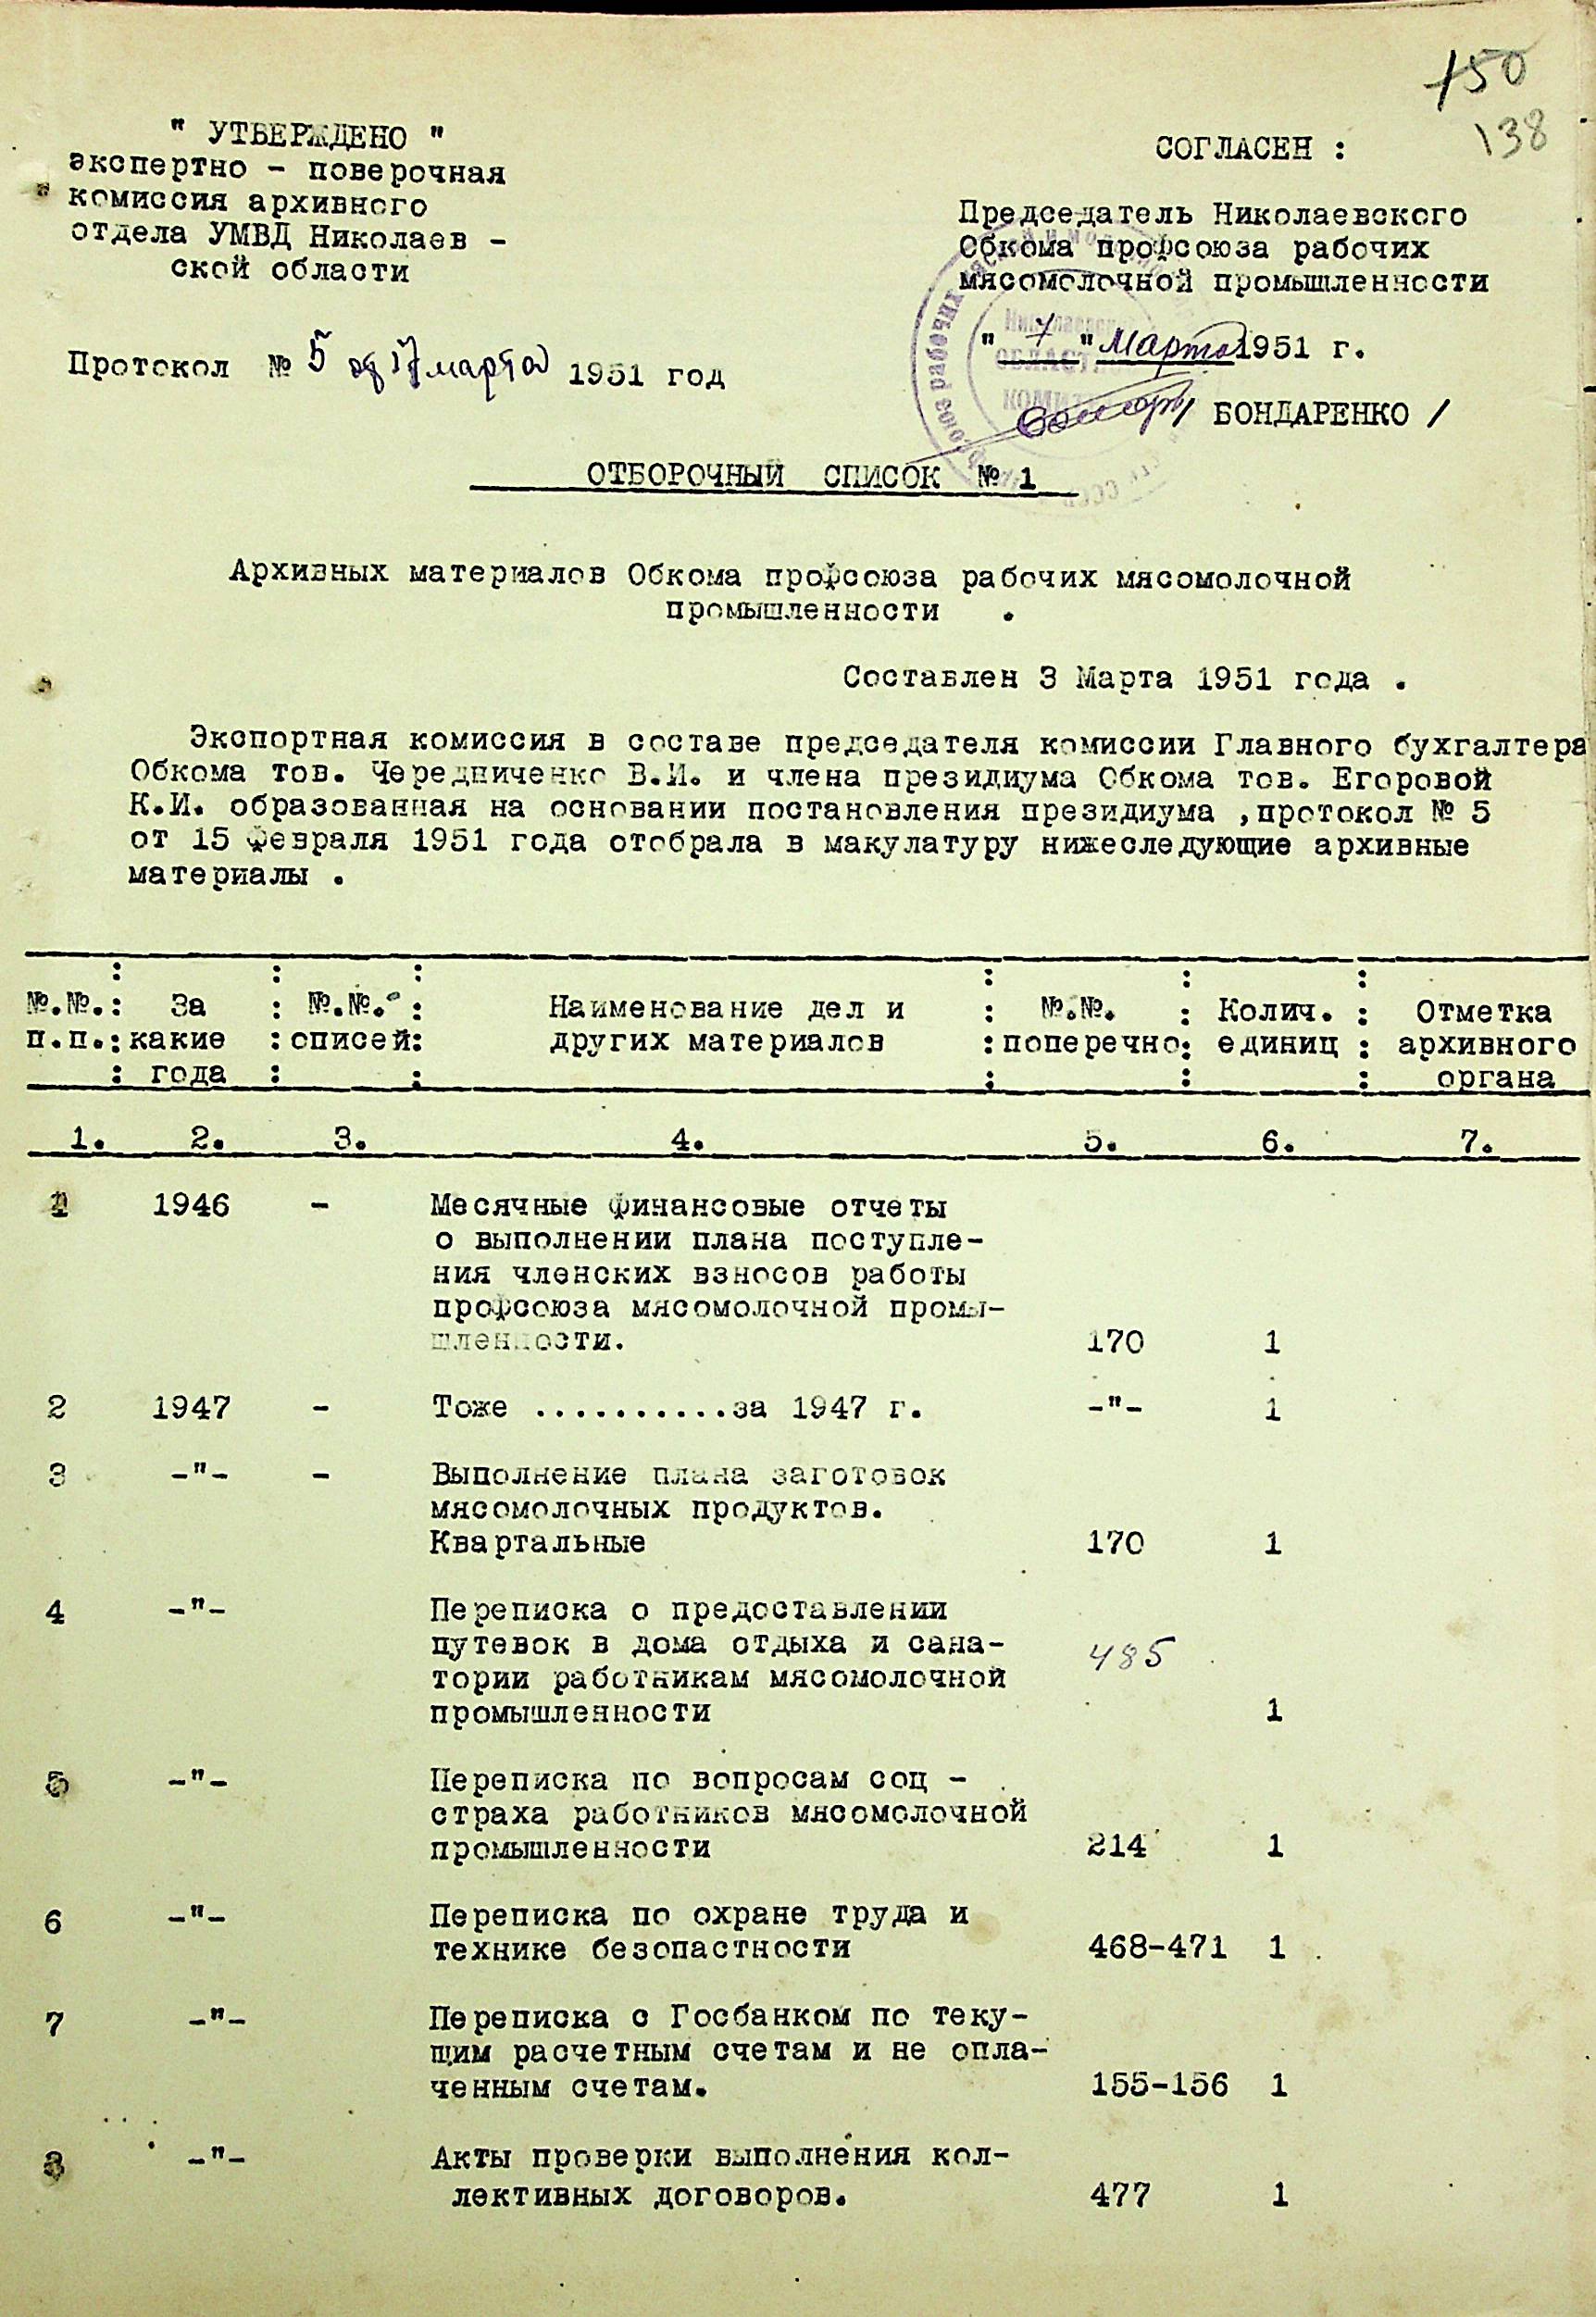 150
138
" УТВЕРЖДЕНО "
экспертно - поверочная
комиссия архивного
отдела УМВД Николаев -
ской области
Протокол № 5 от 17 марта 1951 год
СОГЛАСЕН :
Председатель Николаевского
Обкома профсоюза рабочих
мясомолочной промышленности
" 7 " Марта 1951 г.
БОНДАРЕНКО /
ОТБОРОЧНЫЙ СПИСОК № 1
Архивных материалов Обкома профсоюза рабочих мясомолочной
промышленности .
Составлен 3 Марта 1951 года .
Экспортная комиссия в составе председателя комиссии Главного бухгалтера
Обкома тов. Чередниченко В.И. и члена президиума Обкома тов. Егоровой
К.И. образованная на основании постановления президиума ,протокол № 5
от 15 февраля 1951 года отобрала в макулатуру нижеследующие архивные
материалы .
№.№.: За : №.№. : Наименование дел и : №.№. : Колич. : Отметка
п.п.: какие : описей: других материалов : поперечно: единиц : архивного
: года : : : : : органа
1. 2. 3. 4. 5. 6. 7.
1 1946 - Месячные финансовые отчеты
о выполнении плана поступле-
ния членских взносов работы
профсоюза мясомолочной промы-
шленности. 170 1
2 1947 - Тоже ..........за 1947 г. -"- 1
3 -"- - Выполнение плана заготовок
мясомолочных продуктов.
Квартальные 170 1
4 -"- Переписка о предоставлении
путевок в дома отдыха и сана-
тории работникам мясомолочной 485
промышленности 1
5 -"- Переписка по вопросам соц -
страха работников мясомолочной
промышленности 214 1
6 -"- Переписка по охране труда и
технике безопастности 468-471 1
7 -"- Переписка с Госбанком по теку-
щим расчетным счетам и не опла-
ченным счетам. 155-156 1
8 -"- Акты проверки выполнения кол-
лективных договоров. 477 1